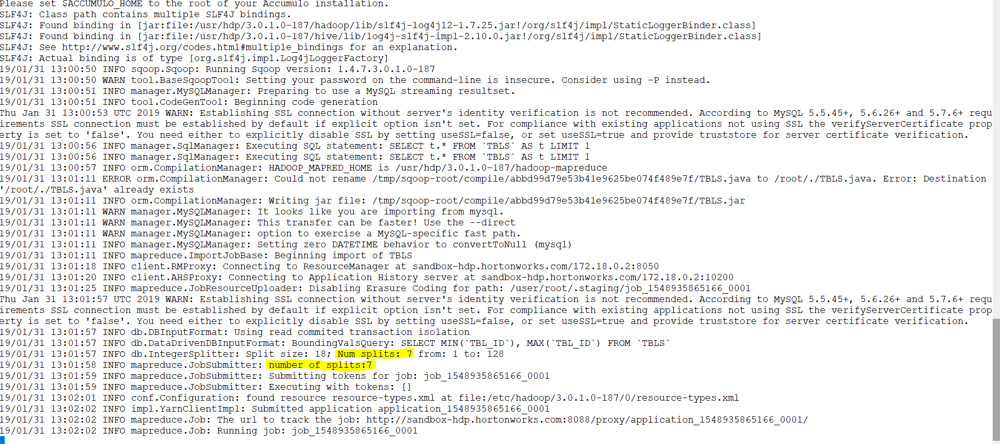 Please set $ACCUMULO_HOME to the root of your Accumulo installation.
SLF4J: Class path contains multiple SLF4J bindings.
SLF4J: Found binding in [jar:file:/usr/hdp/3.0.1.0-187/hadoop/lib/slf4j-log4j12-1.7.25.jar!/org/slf4j/impl/StaticLoggerBinder.class]
SLF4J: Found binding in [jar:file:/usr/hdp/3.0.1.0-187/hive/lib/log4j-slf4j-impl-2.10.0.jar!/org/slf4j/impl/StaticLoggerBinder.class]
SLF4J: See http://www.slf4j.org/codes.html#multiple_bindings for an explanation.
SLF4J: Actual binding is of type [org.slf4j.impl.Log4jLoggerFactory]
19/01/31 13:00:50 INFO sqoop.Sqoop: Running Sqoop version: 1.4.7.3.0.1.0-187
19/01/31 13:00:50 WARN tool.BaseSqoopTool: Setting your password on the command-line is insecure. Consider using -P instead.
19/01/31 13:00:51 INFO manager.MySQLManager: Preparing to use a MySQL streaming resultset.
19/01/31 13:00:51 INFO tool.CodeGenTool: Beginning code generation
Thu Jan 31 13:00:53 UTC 2019 WARN: Establishing SSL connection without server's identity verification is not recommended. According to MySQL 5.5.45+, 5.6.26+ and 5.7.6+ requ
irements SSL connection must be established by default if explicit option isn't set. For compliance with existing applications not using SSL the verifyServerCertificate prop
erty is set to 'false'. You need either to explicitly disable SSL by setting useSSL=false, or set useSSL=true and provide truststore for server certificate verification.
19/01/31 13:00:56 INFO manager.SqlManager: Executing SQL statement: SELECT t.* FROM `TBLS` AS t LIMIT 1
19/01/31 13:00:56 INFO manager.SqlManager: Executing SQL statement: SELECT t.* FROM `TBLS` AS t LIMIT 1
19/01/31 13:00:57 INFO orm.CompilationManager: HADOOP_MAPRED_HOME is /usr/hdp/3.0.1.0-187/hadoop-mapreduce
19/01/31 13:01:11 ERROR orm.CompilationManager: Could not rename /tmp/sqoop-root/compile/abbd99d79e53b41e9625be074f489e7f/TBLS.java to /root/./TBLS.java. Error: Destination
'/root/./TBLS.java' already exists
19/01/31 13:01:11 INFO orm.CompilationManager: Writing jar file: /tmp/sqoop-root/compile/abbd99d79e53b41e9625be074f489e7f/TBLS.jar
19/01/31 13:01:11 WARN manager.MySQLManager: It looks like you are importing from mysql.
19/01/31 13:01:11 WARN manager.MySQLManager: This transfer can be faster! Use the --direct
19/01/31 13:01:11 WARN manager.MySQLManager: option to exercise a MySQL-specific fast path.
19/01/31 13:01:11 INFO manager.MySQLManager: Setting zero DATETIME behavior to convertToNull (mysql)
19/01/31 13:01:11 INFO mapreduce.ImportJobBase: Beginning import of TBLS
19/01/31 13:01:18 INFO client.RMProxy: Connecting to ResourceManager at sandbox-hdp.hortonworks.com/172.18.0.2:8050
19/01/31 13:01:20 INFO client.AHSProxy: Connecting to Application History server at sandbox-hdp.hortonworks.com/172.18.0.2:10200
19/01/31 13:01:25 INFO mapreduce.JobResourceUploader: Disabling Erasure Coding for path: /user/root/.staging/job_1548935865166_0001
Thu Jan 31 13:01:57 UTC 2019 WARN: Establishing SSL connection without server's identity verification is not recommended. According to MySQL 5.5.45+, 5.6.26+ and 5.7.6+ requ
irements SSL connection must be established by default if explicit option isn't set. For compliance with existing applications not using SSL the verifyServerCertificate prop
erty is set to 'false'. You need either to explicitly disable SSL by setting useSSL=false, or set useSSL=true and provide truststore for server certificate verification.
19/01/31 13:01:57 INFO db.DBInputFormat: Using read commited transaction isolation
19/01/31 13:01:57 INFO db.DataDrivenDBInputFormat: BoundingValsQuery: SELECT MIN(`TBL_ID`), MAX(`TBL_ID`) FROM `TBLS`
19/01/31 13:01:57 INFO db.IntegerSplitter: Split size: 18; Num splits: 7 from: 1 to: 128
19/01/31 13:01:58 INFO mapreduce.JobSubmitter: number of splits:7
19/01/31 13:01:59 INFO mapreduce.JobSubmitter: Submitting tokens for job: job_1548935865166_0001
19/01/31 13:01:59 INFO mapreduce.JobSubmitter: Executing with tokens: []
19/01/31 13:02:01 INFO conf.Configuration: found resource resource-types.xml at file:/etc/hadoop/3.0.1.0-187/0/resource-types.xml
19/01/31 13:02:02 INFO impl.YarnClientImpl: Submitted application application_1548935865166_0001
19/01/31 13:02:02 INFO mapreduce.Job: The url to track the job: http://sandbox-hdp.hortonworks.com:8088/proxy/application_1548935865166_0001/
19/01/31 13:02:02 INFO mapreduce.Job: Running job: job_1548935865166_0001